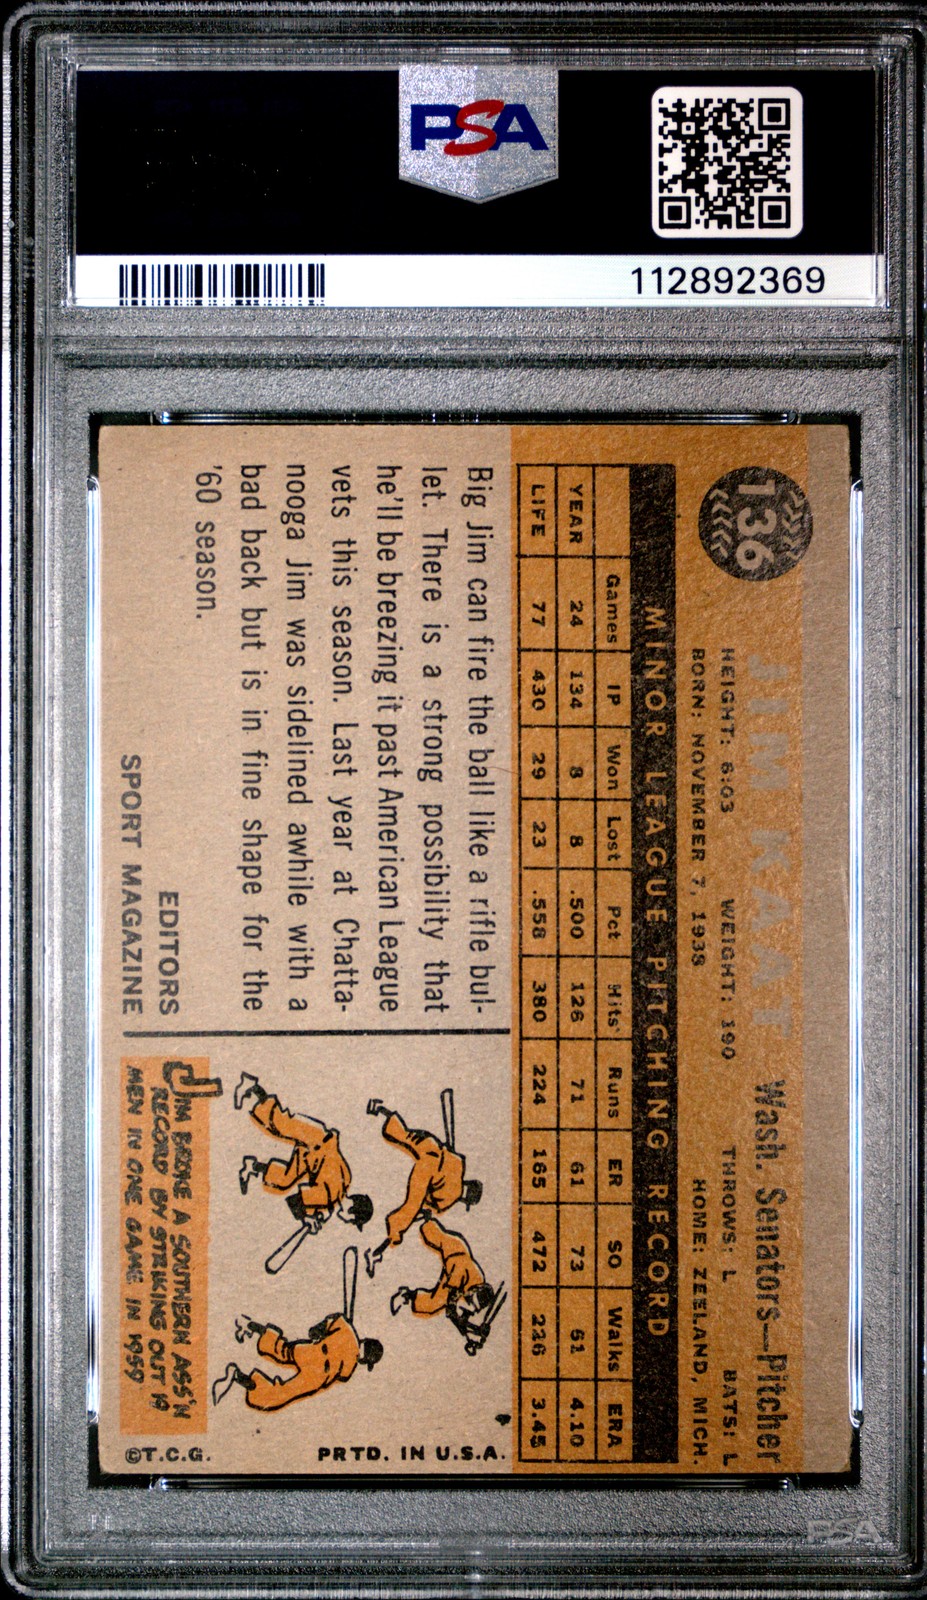 PSA
112892369
136
JIM KAAT
Wash. Senators—Pitcher
HEIGHT: 6:03 WEIGHT: 190 THROWS: L BATS: L
BORN: NOVEMBER 7, 1938 HOME: ZEELAND, MICH.
MINOR LEAGUE PITCHING RECORD
Games IP Won Lost Pct Hits Runs ER SO Walks ERA
YEAR 24 134 8 8 .500 126 71 61 73 61 4.10
LIFE 77 430 29 23 .558 380 224 165 472 226 3.45
Big Jim can fire the ball like a rifle bul-
let. There is a strong possibility that
he'll be breezing it past American League
vets this season. Last year at Chatta-
nooga Jim was sidelined awhile with a
bad back but is in fine shape for the
'60 season.
EDITORS
SPORT MAGAZINE
JIM BROKE A SOUTHERN ASS'N
RECORD BY STRIKING OUT 19
MEN IN ONE GAME IN 1959
©T.C.G. PRTD. IN U.S.A.
PSA